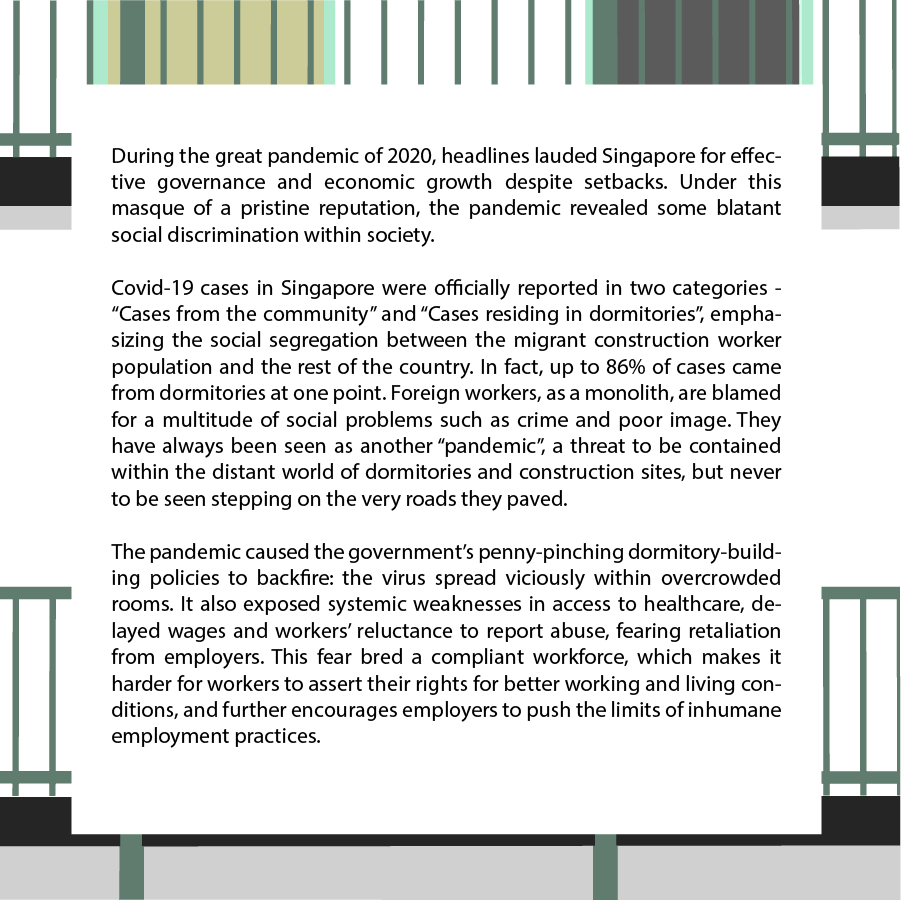 During the great pandemic of 2020, headlines lauded Singapore for effec-
tive governance and economic growth despite setbacks. Under this
masque of a pristine reputation, the pandemic revealed some blatant
social discrimination within society.
Covid-19 cases in Singapore were officially reported in two categories -
“Cases from the community” and “Cases residing in dormitories”, empha-
sizing the social segregation between the migrant construction worker
population and the rest of the country. In fact, up to 86% of cases came
from dormitories at one point. Foreign workers, as a monolith, are blamed
for a multitude of social problems such as crime and poor image. They
have always been seen as another “pandemic”, a threat to be contained
within the distant world of dormitories and construction sites, but never
to be seen stepping on the very roads they paved.
The pandemic caused the government’s penny-pinching dormitory-build-
ing policies to backfire: the virus spread viciously within overcrowded
rooms. It also exposed systemic weaknesses in access to healthcare, de-
layed wages and workers’ reluctance to report abuse, fearing retaliation
from employers. This fear bred a compliant workforce, which makes it
harder for workers to assert their rights for better working and living con-
ditions, and further encourages employers to push the limits of inhumane
employment practices.